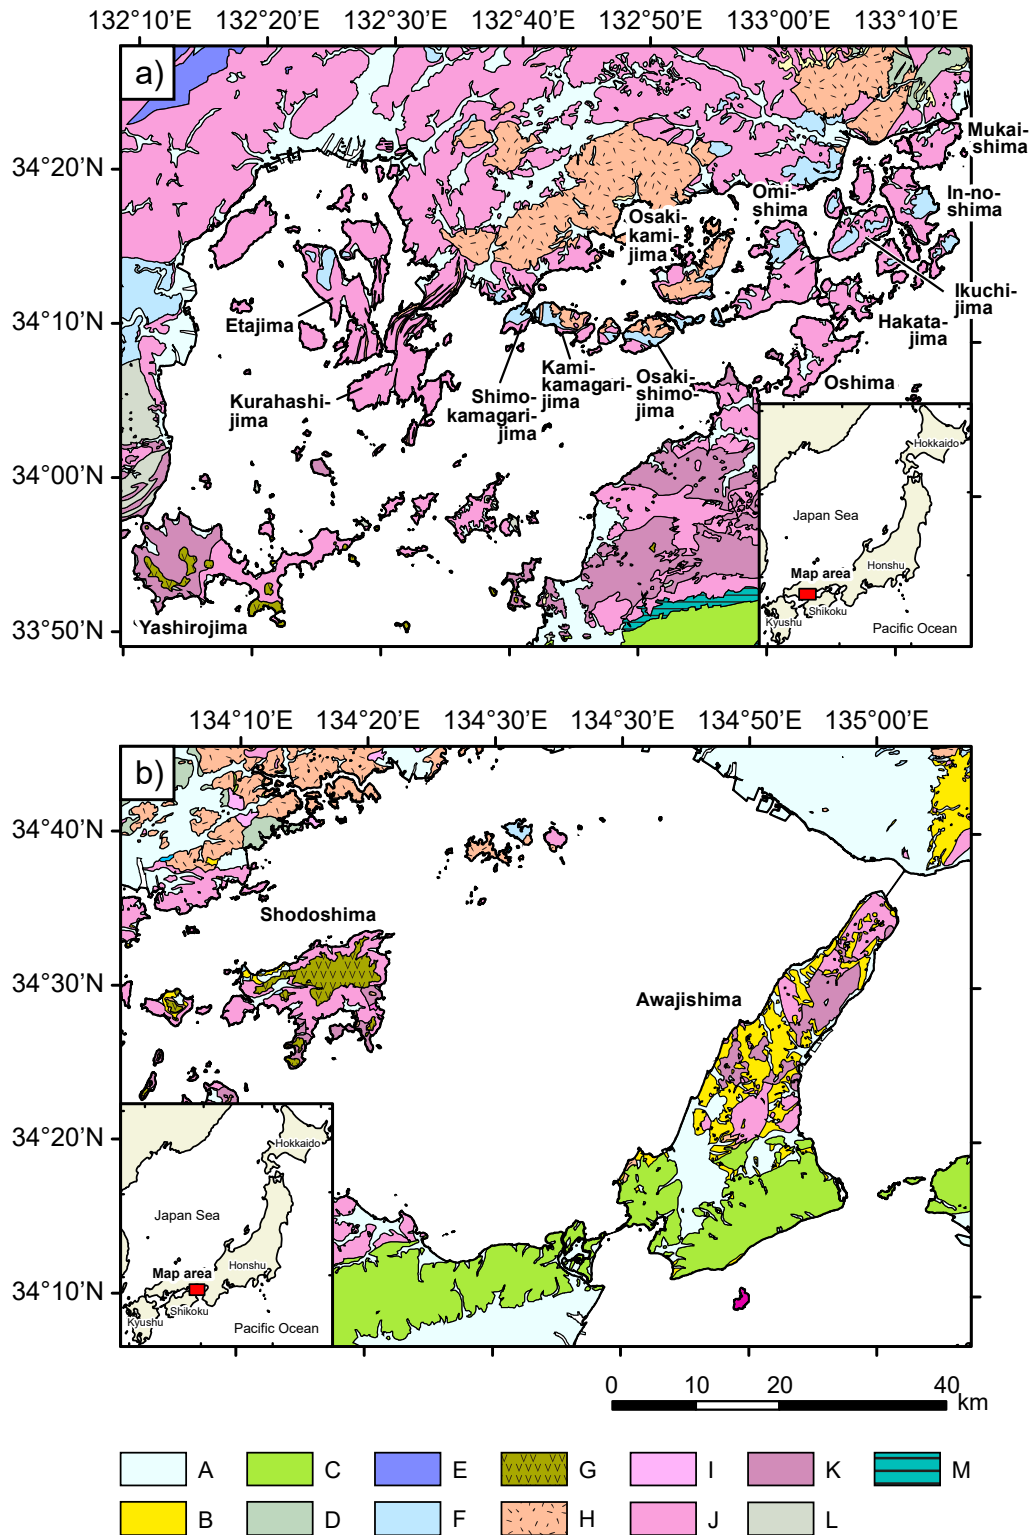 132°10'E 132°20'E 132°30'E 132°40'E 132°50'E 133°00'E 133°10'E
a)
34°20'N
34°10'N
34°00'N
33°50'N
Mukai-
shima
Omi-
shima
In-no-
shima
Osaki-
kami-
jima
Ikuchi-
jima
Etajima
Hakata-
jima
Kami-
kamagari-
jima
Osaki-
shimo-
jima
Oshima
Kurahashi-
jima
Shimo-
kamagari-
jima
Yashirojima
Hokkaido
Japan Sea
Honshu
Map area
Shikoku
Kyushu
Pacific Ocean
134°10'E 134°20'E 134°30'E 134°30'E 134°50'E 135°00'E
b)
34°40'N
34°30'N
34°20'N
34°10'N
Shodoshima
Awajishima
Hokkaido
Japan Sea
Honshu
Map area
Shikoku
Kyushu
Pacific Ocean
0 10 20 40
km
A C E G I K M
B D F H J L